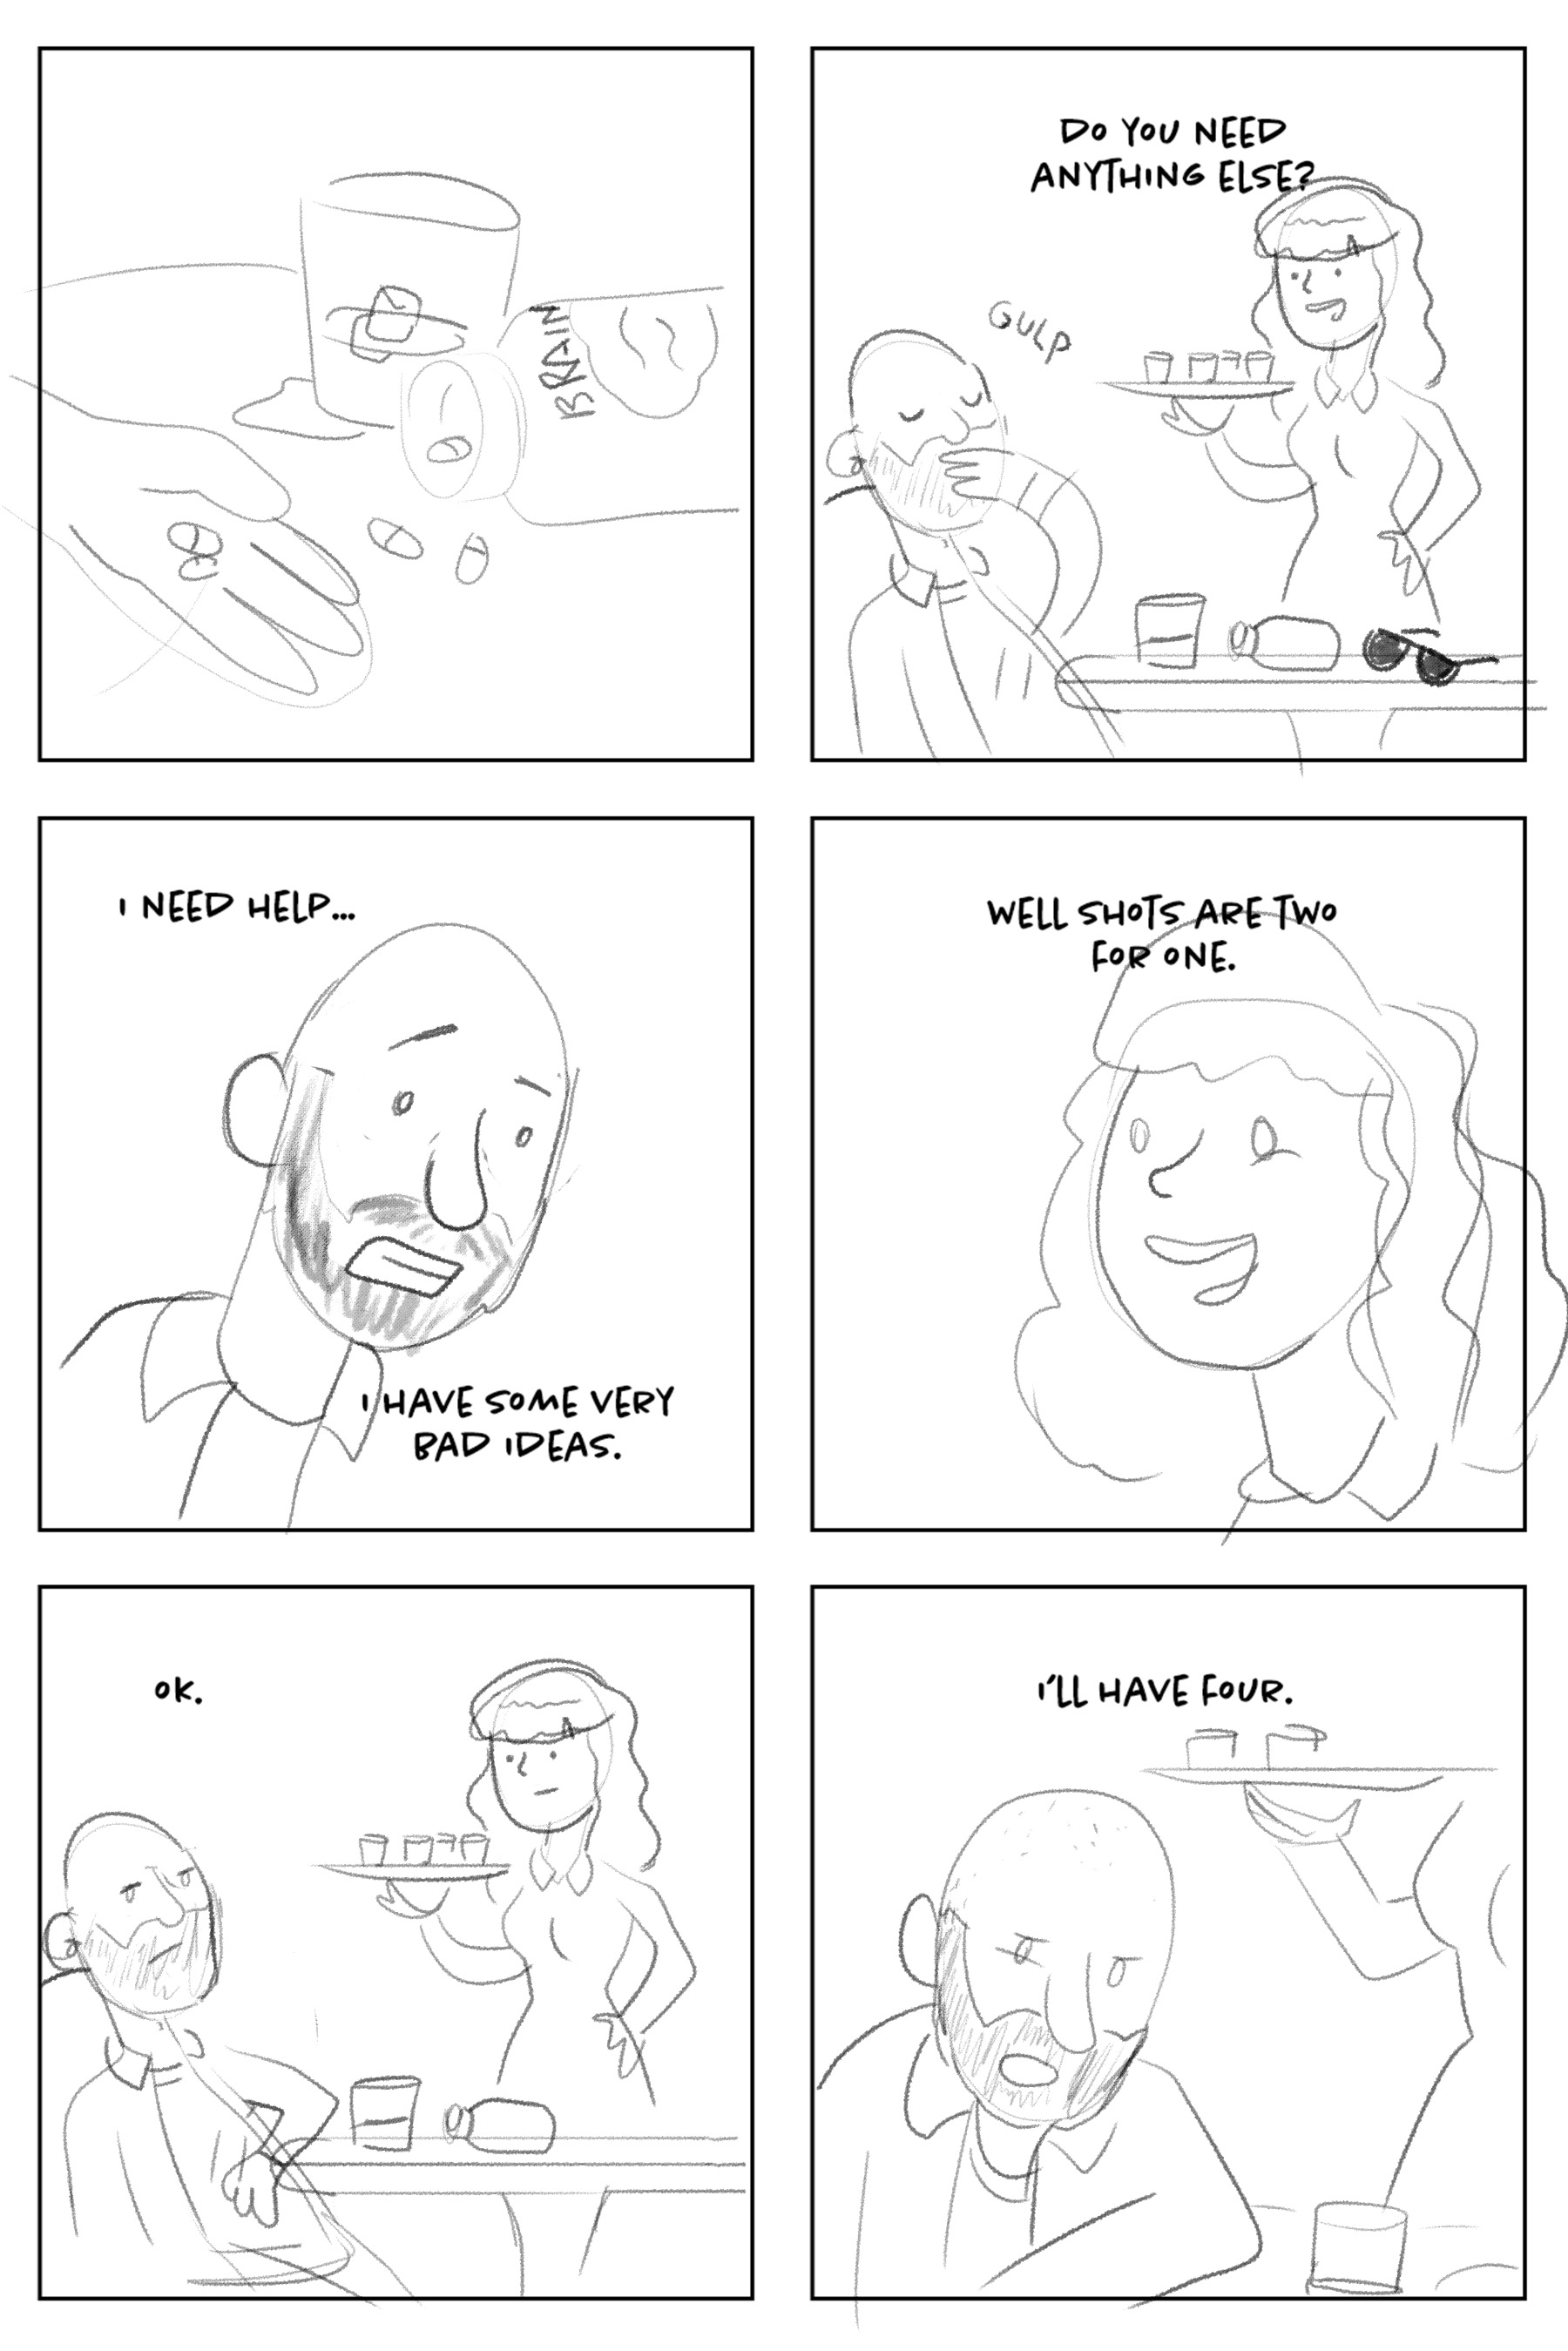 BRAIN
DO YOU NEED
ANYTHING ELSE?
GULP
I NEED HELP...
I HAVE SOME VERY
BAD IDEAS.
WELL SHOTS ARE TWO
FOR ONE.
OK.
I'LL HAVE FOUR.